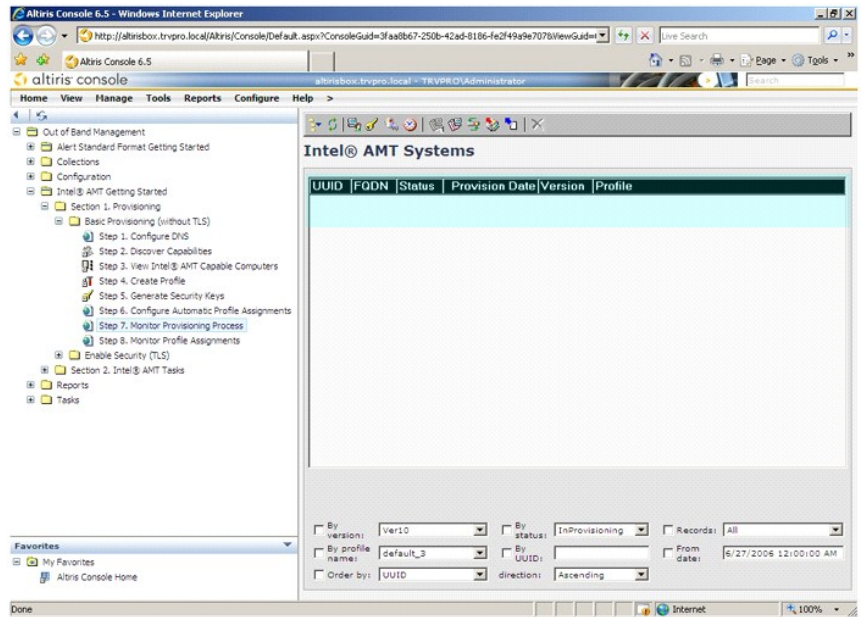 Altiris Console 6.5 - Windows Internet Explorer
http://altirisbox.trvpro.local/Altiris/Console/Default.aspx?ConsoleGuid=3faa8b67-250b-42ad-8186-fe2f49a9e707&ViewGuid=
Live Search
Altiris Console 6.5
Page
Tools
altiris console
altirisbox.trvpro.local - TRVPRO\Administrator
Search
Home View Manage Tools Reports Configure Help >
Out of Band Management
Alert Standard Format Getting Started
Collections
Configuration
Intel® AMT Getting Started
Section 1. Provisioning
Basic Provisioning (without TLS)
Step 1. Configure DNS
Step 2. Discover Capabilities
Step 3. View Intel® AMT Capable Computers
Step 4. Create Profile
Step 5. Generate Security Keys
Step 6. Configure Automatic Profile Assignments
Step 7. Monitor Provisioning Process
Step 8. Monitor Profile Assignments
Enable Security (TLS)
Section 2. Intel® AMT Tasks
Reports
Tasks
Favorites
My Favorites
Altiris Console Home
Intel® AMT Systems
UUID FQDN Status Provision Date Version Profile
By version: Ver10 By status: InProvisioning Records: All
By profile name: default_3 By UUID: From date: 6/27/2006 12:00:00 AM
Order by: UUID direction: Ascending
Done
Internet
100%